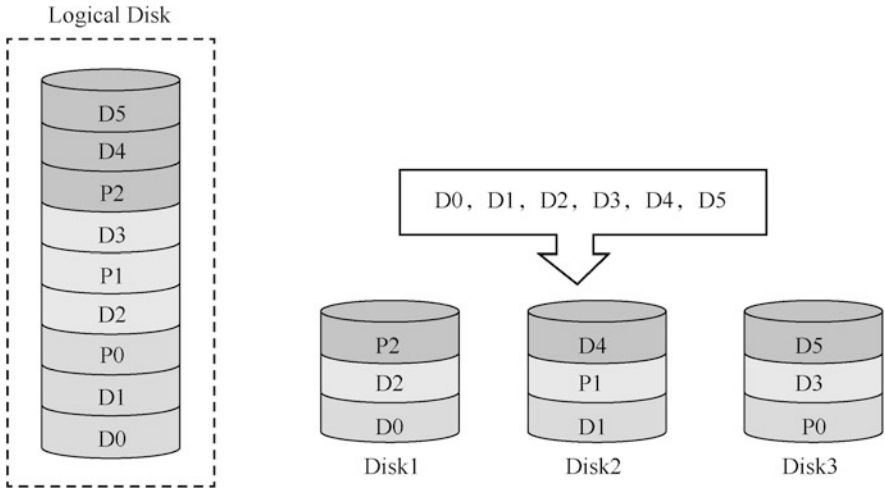 Logical Disk
D5
D4
P2
D3
P1
D2
P0
D1
D0
D0, D1, D2, D3, D4, D5
P2
D2
D0
Disk1
D4
P1
D1
Disk2
D5
D3
P0
Disk3